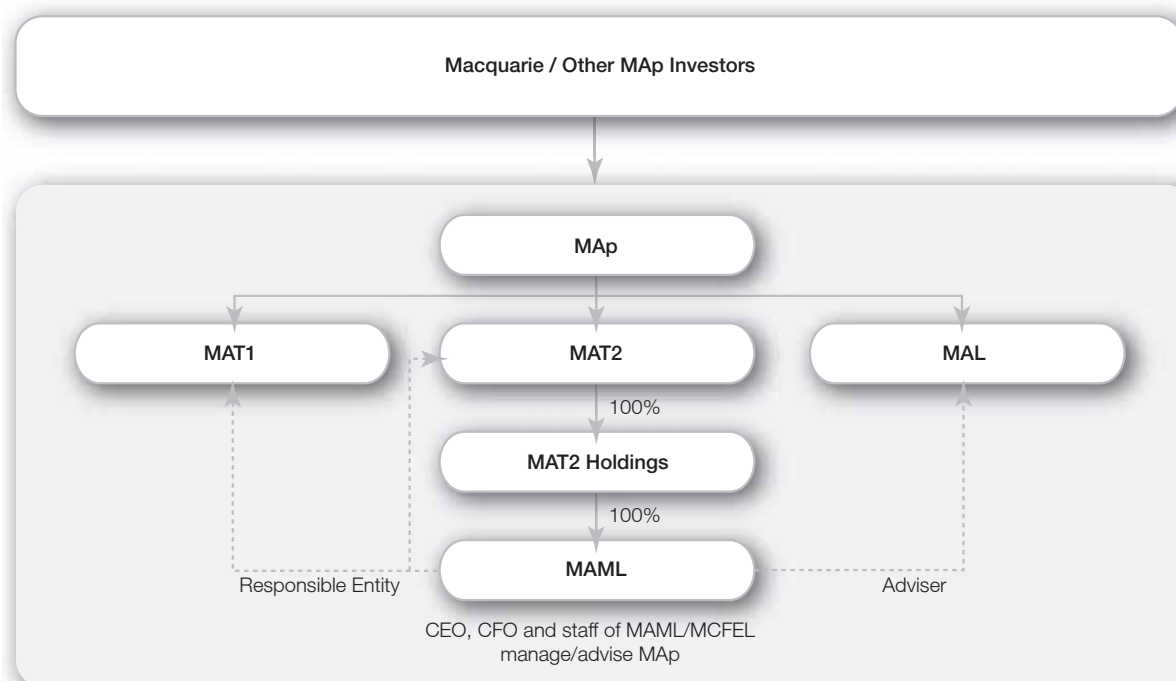 Macquarie / Other MAp Investors
MAp
MAT1
MAT2
MAL
100%
MAT2 Holdings
100%
MAML
Responsible Entity
Adviser
CEO, CFO and staff of MAML/MCFEL
manage/advise MAp